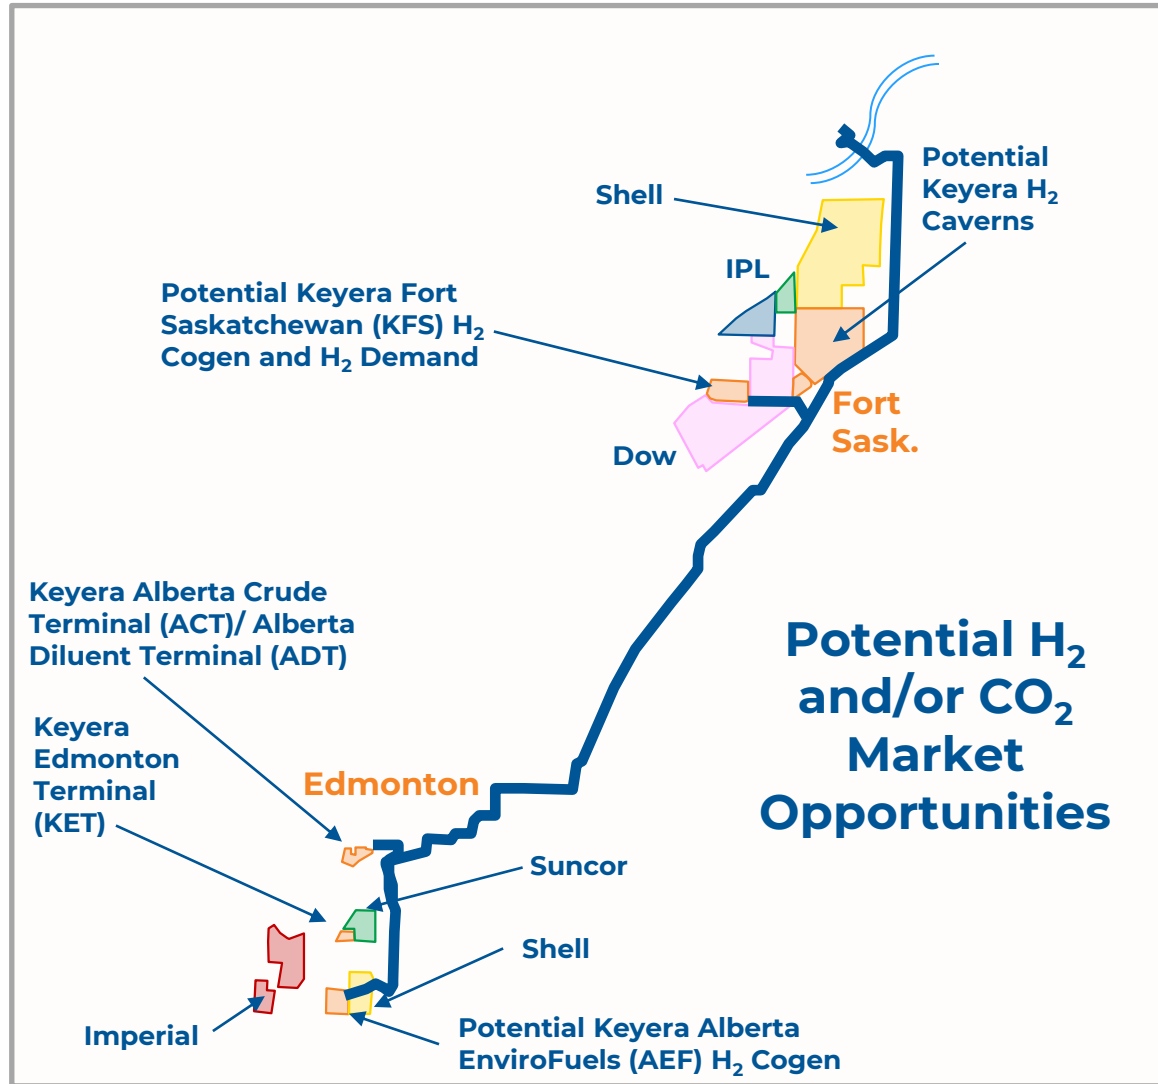 Potential
Keyera H₂
Caverns
Shell
IPL
Potential Keyera Fort
Saskatchewan (KFS) H₂
Cogen and H₂ Demand
Fort
Sask.
Dow
Keyera Alberta Crude
Terminal (ACT)/ Alberta
Diluent Terminal (ADT)
Potential H₂
and/or CO₂
Market
Opportunities
Keyera
Edmonton
Terminal
(KET)
Edmonton
Suncor
Shell
Imperial
Potential Keyera Alberta
EnviroFuels (AEF) H₂ Cogen